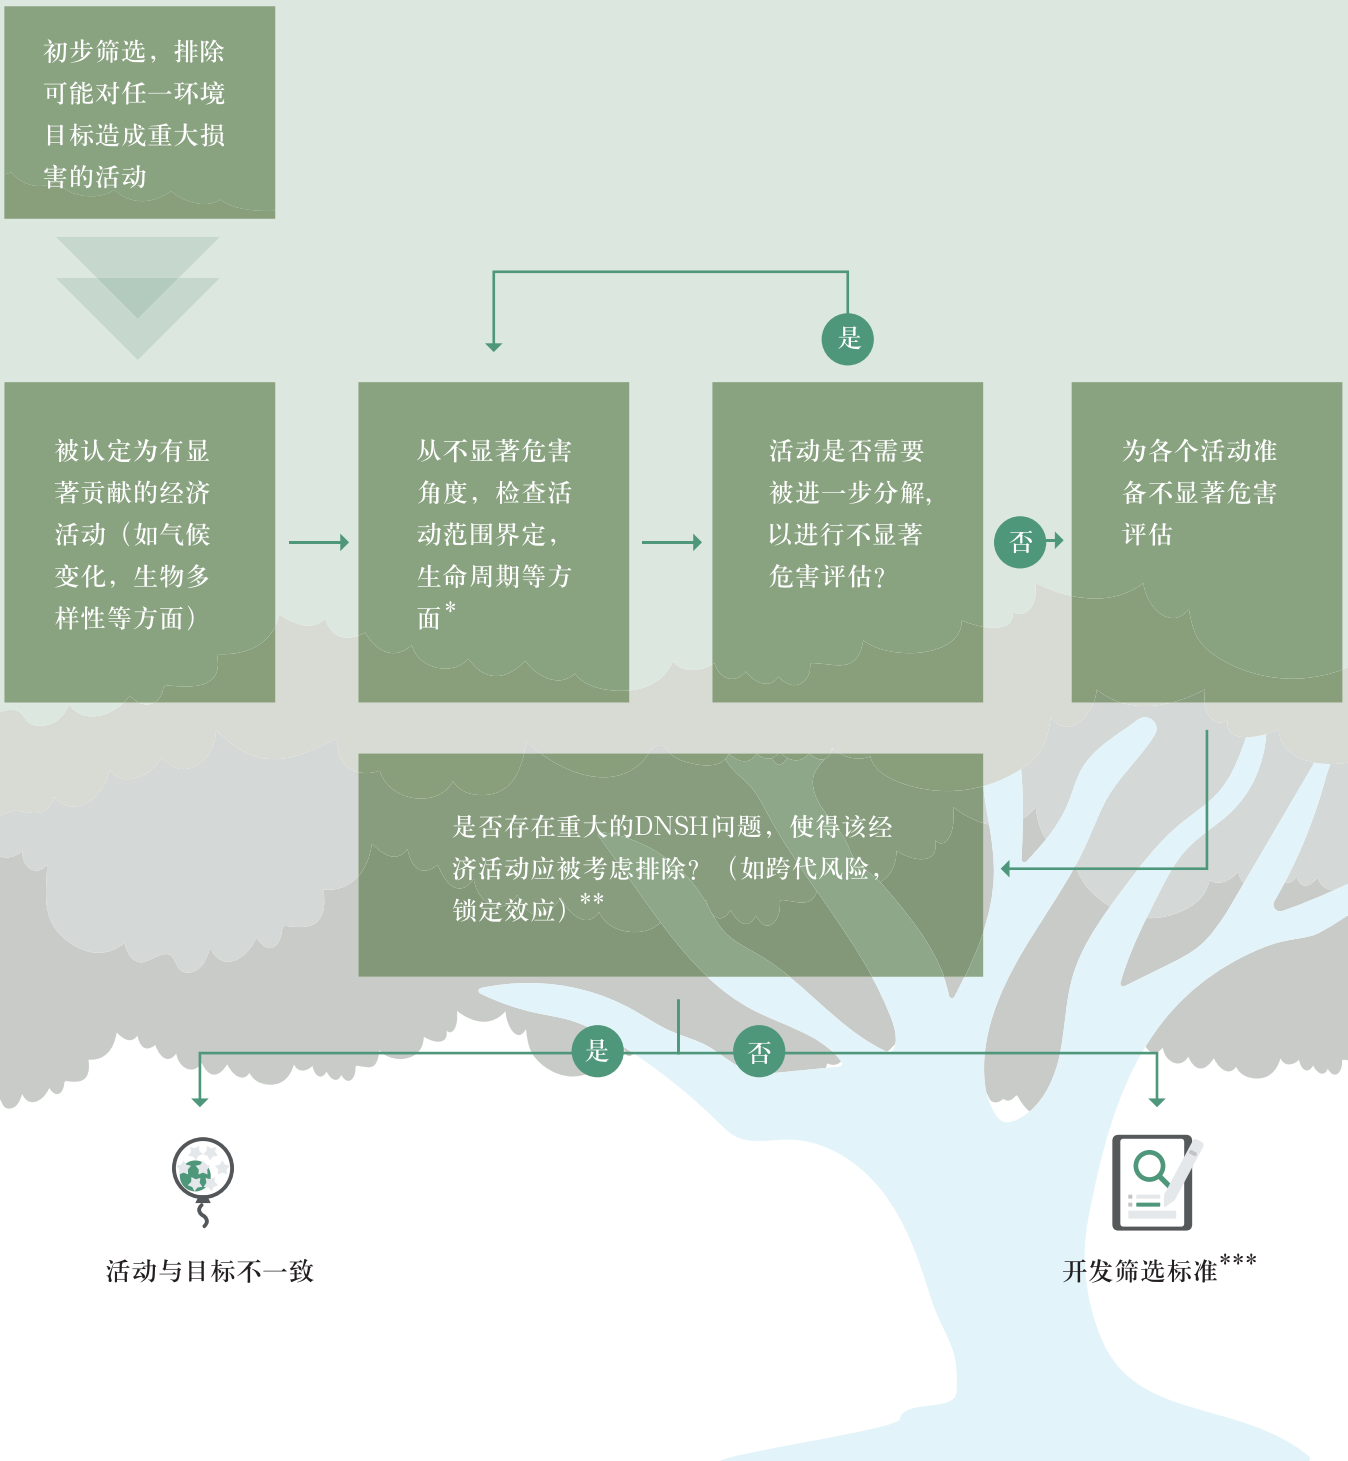 初步筛选，排除
可能对任一环境
目标造成重大损
害的活动
是
被认定为有显
著贡献的经济
活动（如气候
变化，生物多
样性等方面）
从不显著危害
角度，检查活
动范围界定，
生命周期等方
面*
活动是否需要
被进一步分解，
以进行不显著
危害评估？
否
为各个活动准
备不显著危害
评估
是否存在重大的DNSH问题，使得该经
济活动应被考虑排除？（如跨代风险，
锁定效应）**
是
否
活动与目标不一致
开发筛选标准***